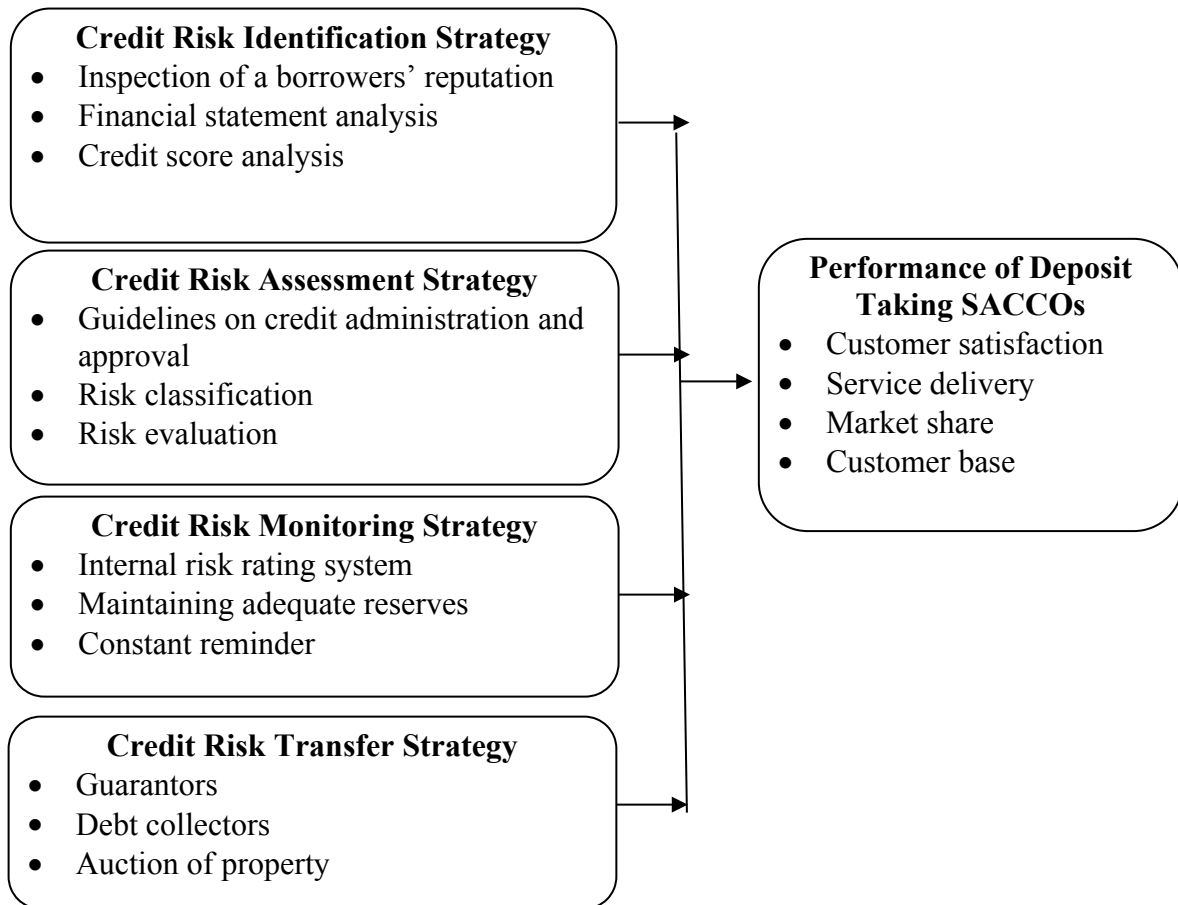 Credit Risk Identification Strategy
• Inspection of a borrowers’ reputation
• Financial statement analysis
• Credit score analysis
Credit Risk Assessment Strategy
• Guidelines on credit administration and
approval
• Risk classification
• Risk evaluation
Credit Risk Monitoring Strategy
• Internal risk rating system
• Maintaining adequate reserves
• Constant reminder
Credit Risk Transfer Strategy
• Guarantors
• Debt collectors
• Auction of property
Performance of Deposit
Taking SACCOs
• Customer satisfaction
• Service delivery
• Market share
• Customer base